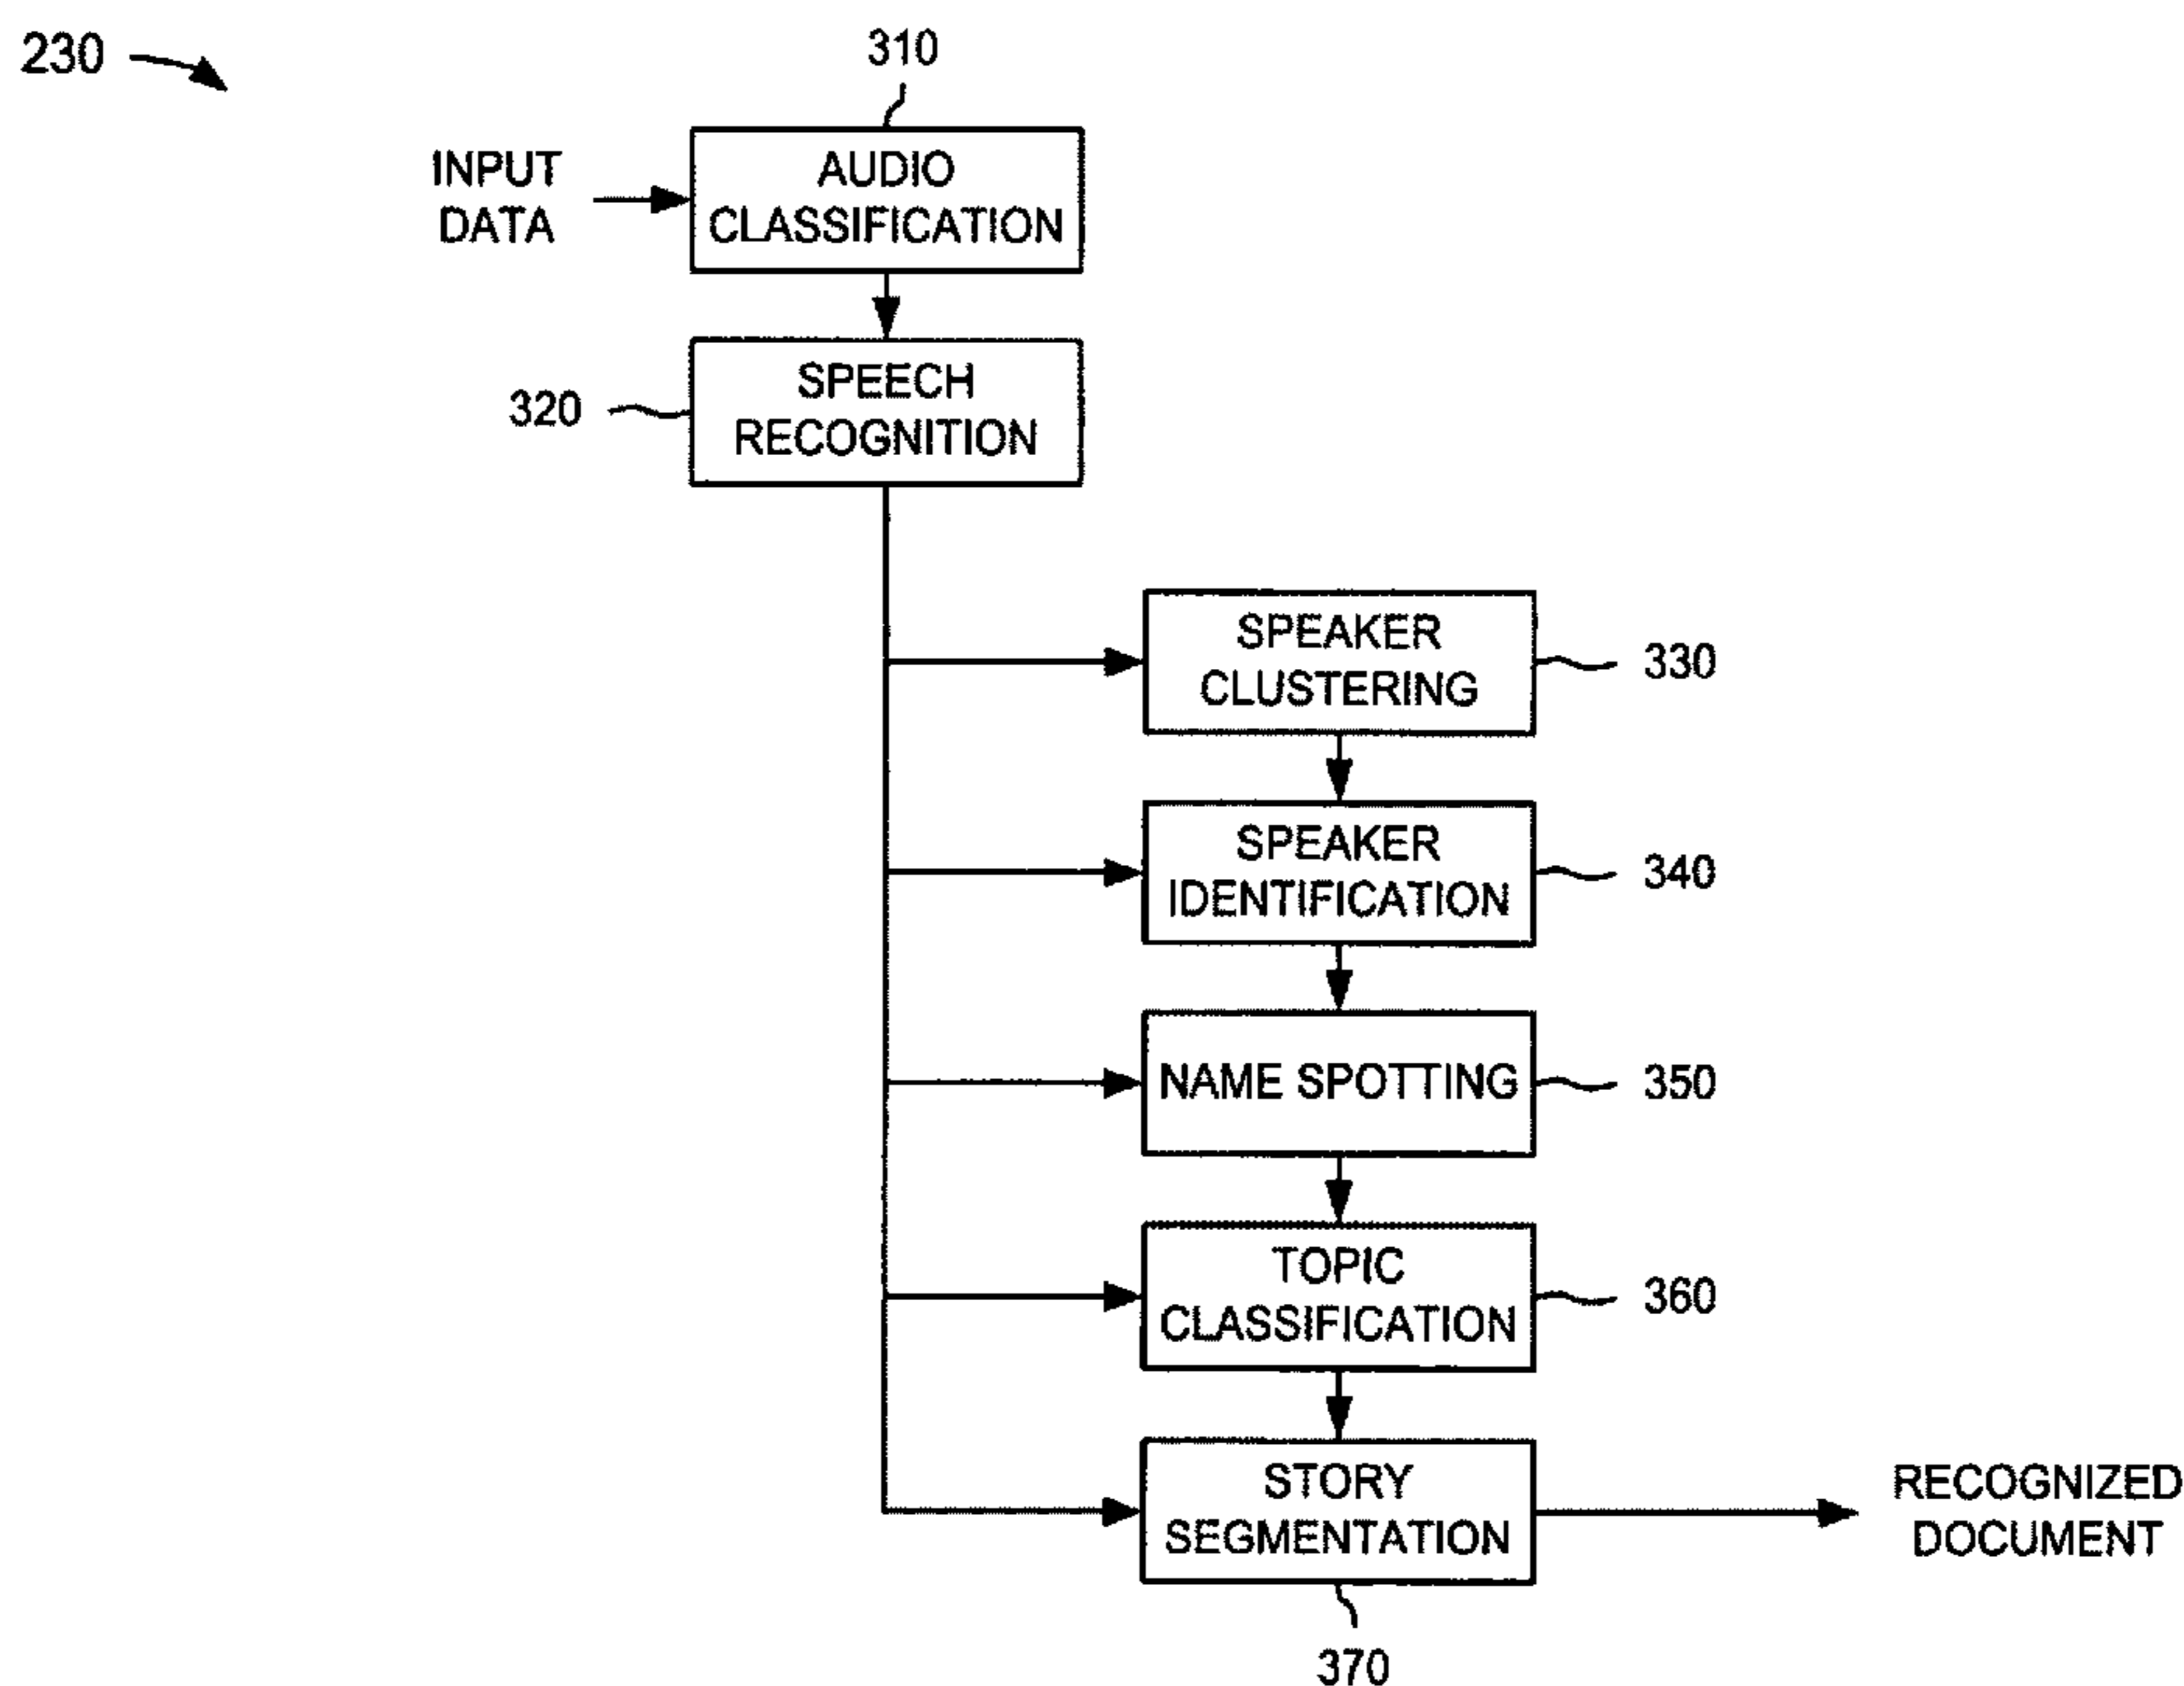 230
310
INPUT
DATA
AUDIO
CLASSIFICATION
320
SPEECH
RECOGNITION
SPEAKER
CLUSTERING
330
SPEAKER
IDENTIFICATION
340
NAME SPOTTING
350
TOPIC
CLASSIFICATION
360
STORY
SEGMENTATION
RECOGNIZED
DOCUMENT
370